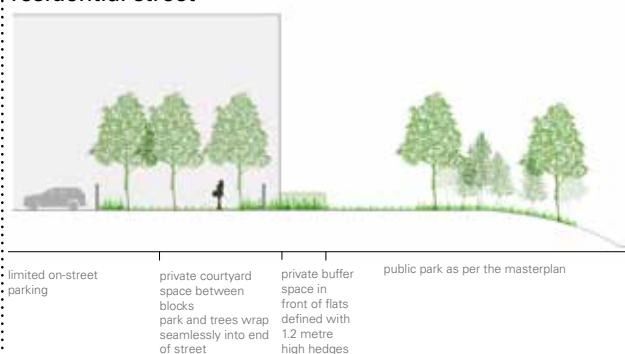 residential street
limited on-street
parking
private courtyard
space between
blocks
park and trees wrap
seamlessly into end
of street
private buffer
space in
front of flats
defined with
1.2 metre
high hedges
public park as per the masterplan